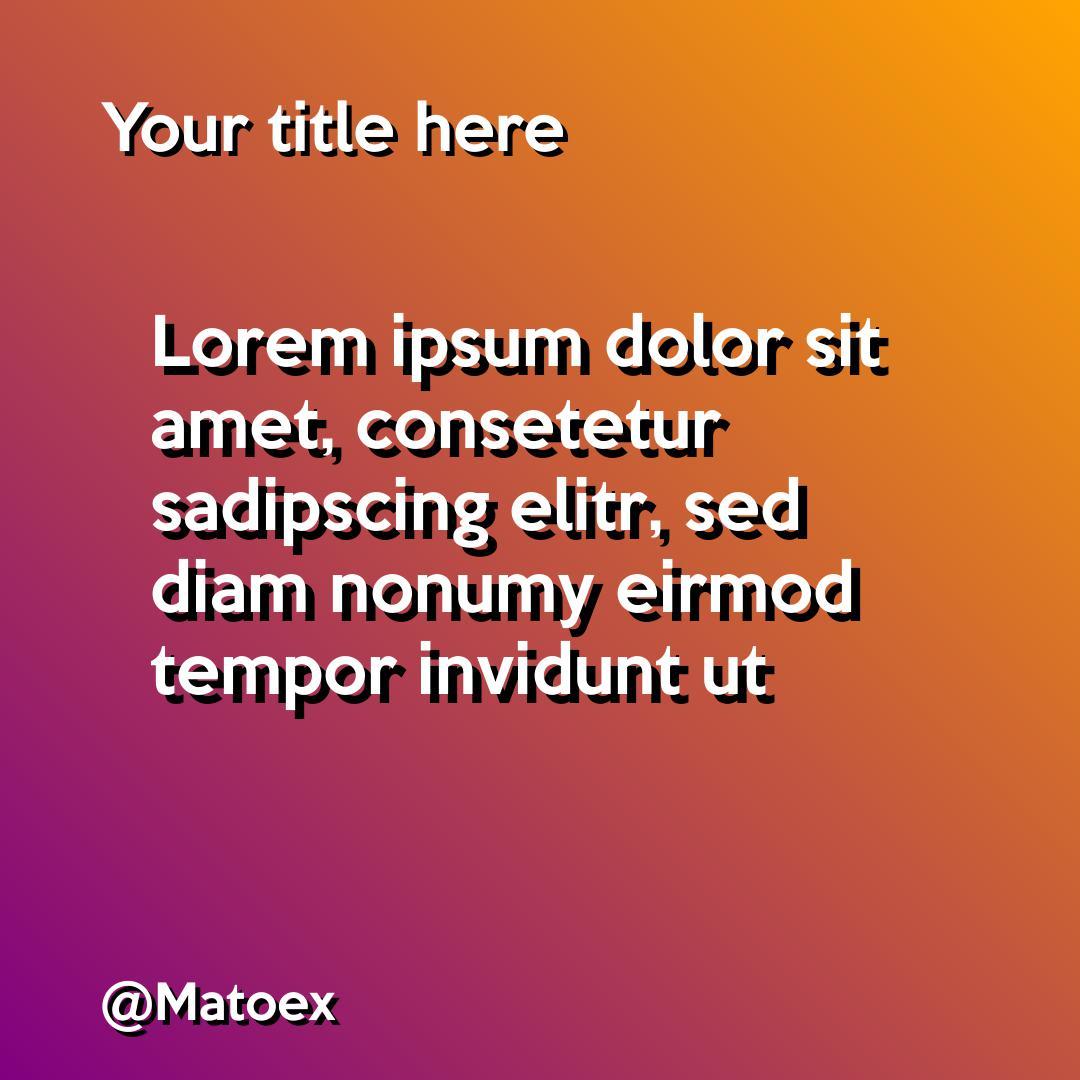 Your title here
Lorem ipsum dolor sit
amet, consetetur
sadipscing elitr, sed
diam nonumy eirmod
tempor invidunt ut
@Matoex